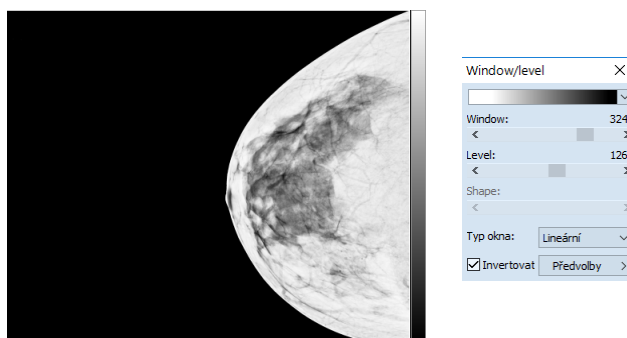 Window/level
Window: 324
Level: 126
Shape:
Typ okna: Lineární
Invertovat Předvolby